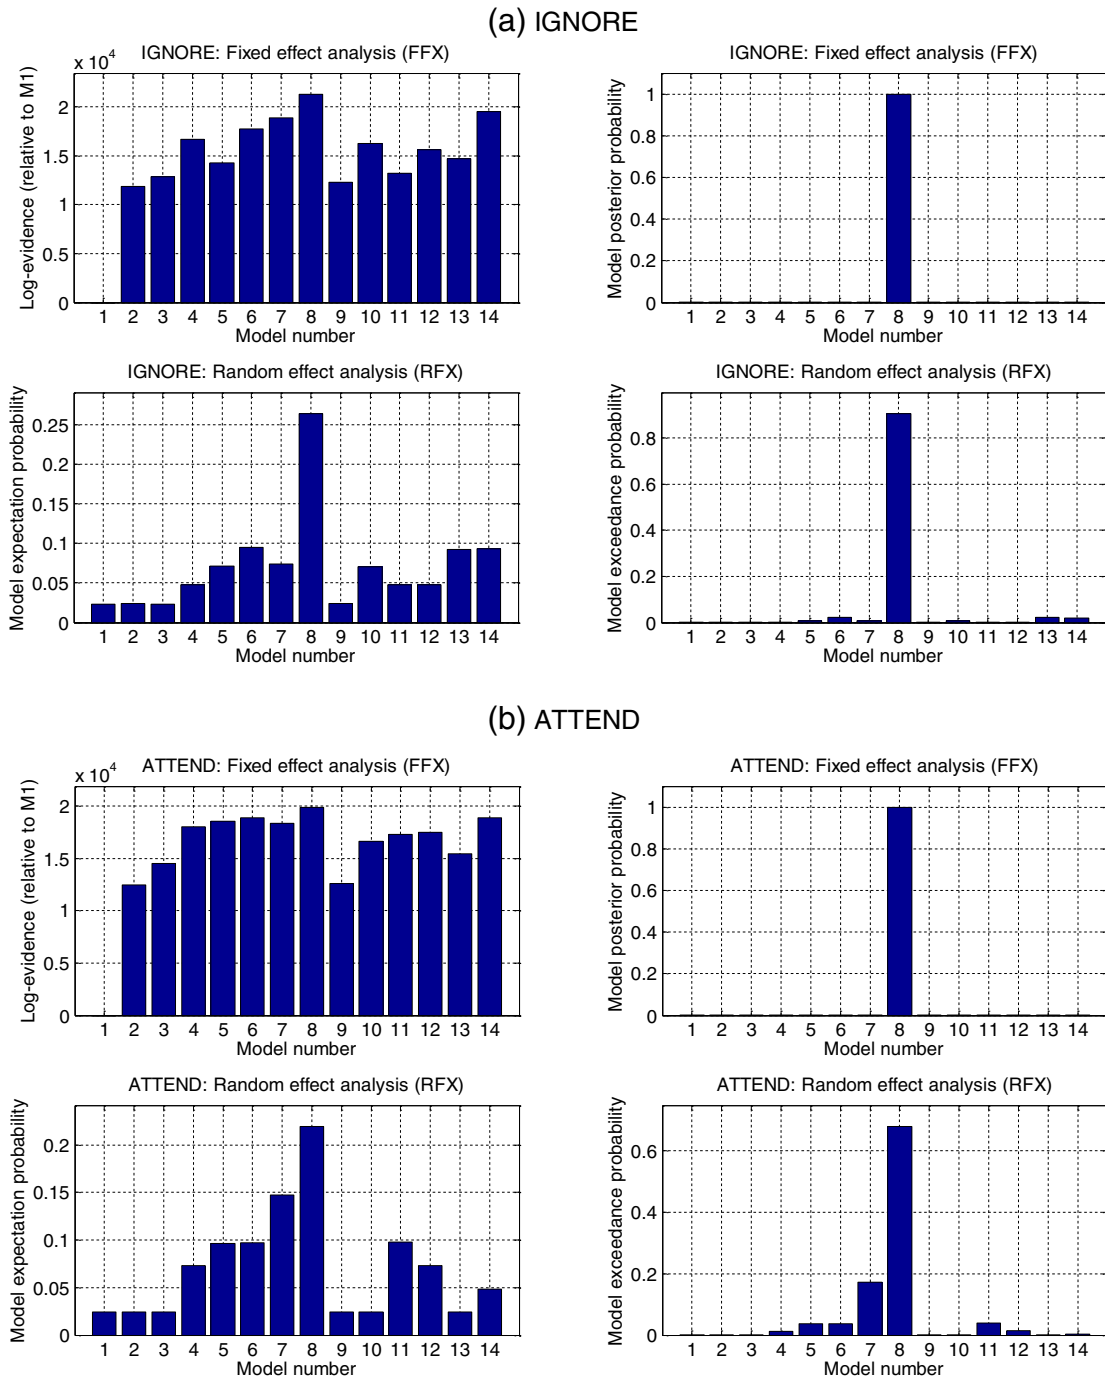 (a) IGNORE
IGNORE: Fixed effect analysis (FFX)
x 10^4
Log-evidence (relative to M1)
2
1.5
1
0.5
0
1 2 3 4 5 6 7 8 9 10 11 12 13 14
Model number
IGNORE: Fixed effect analysis (FFX)
Model posterior probability
1
0.8
0.6
0.4
0.2
0
1 2 3 4 5 6 7 8 9 10 11 12 13 14
Model number
IGNORE: Random effect analysis (RFX)
Model expectation probability
0.25
0.2
0.15
0.1
0.05
0
1 2 3 4 5 6 7 8 9 10 11 12 13 14
Model number
IGNORE: Random effect analysis (RFX)
Model exceedance probability
0.8
0.6
0.4
0.2
0
1 2 3 4 5 6 7 8 9 10 11 12 13 14
Model number
(b) ATTEND
ATTEND: Fixed effect analysis (FFX)
x 10^4
Log-evidence (relative to M1)
2
1.5
1
0.5
0
1 2 3 4 5 6 7 8 9 10 11 12 13 14
Model number
ATTEND: Fixed effect analysis (FFX)
Model posterior probability
1
0.8
0.6
0.4
0.2
0
1 2 3 4 5 6 7 8 9 10 11 12 13 14
Model number
ATTEND: Random effect analysis (RFX)
Model expectation probability
0.2
0.15
0.1
0.05
0
1 2 3 4 5 6 7 8 9 10 11 12 13 14
Model number
ATTEND: Random effect analysis (RFX)
Model exceedance probability
0.6
0.4
0.2
0
1 2 3 4 5 6 7 8 9 10 11 12 13 14
Model number